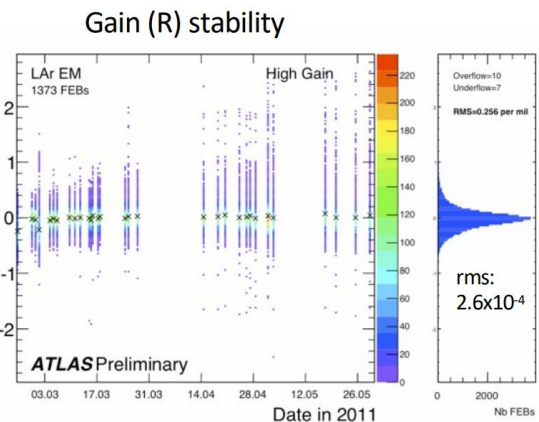 Gain (R) stability
LAr EM
1373 FEBs
High Gain
2
1
0
-1
-2
ATLAS Preliminary
03.03 17.03 31.03 14.04 28.04 12.05 26.05
Date in 2011
220
200
180
160
140
120
100
80
60
40
20
0
Overflow=10
Underflow=7
RMS=0.256 per mil
rms:
2.6x10⁻⁴
0 2000
Nb FEBs